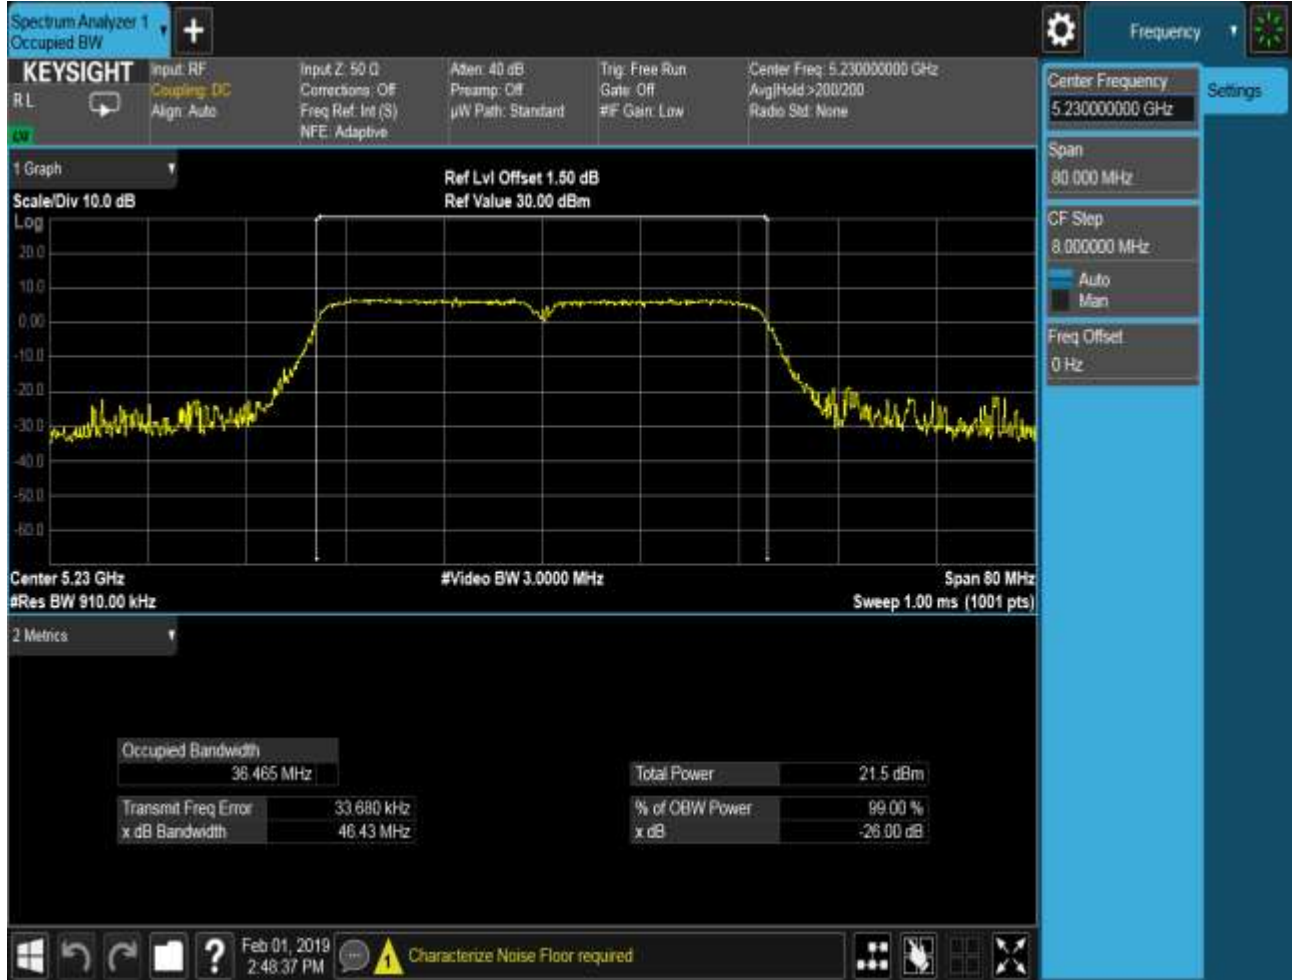 Spectrum Analyzer 1
Occupied BW
Frequency
KEYSIGHT
R L
Input: RF
Coupling: DC
Align: Auto
Input Z: 50 Ω
Corrections: Off
Freq Ref: Int (S)
NFE: Adaptive
Atten: 40 dB
Preamp: Off
µW Path: Standard
Trig: Free Run
Gate: Off
#IF Gain: Low
Center Freq: 5.230000000 GHz
Avg|Hold:>200/200
Radio Std: None
Center Frequency
5.230000000 GHz
Settings
Span
80.000 MHz
CF Step
8.000000 MHz
Auto
Man
Freq Offset
0 Hz
1 Graph
Scale/Div 10.0 dB
Ref Lvl Offset 1.50 dB
Ref Value 30.00 dBm
Log
20.0
10.0
0.00
-10.0
-20.0
-30.0
-40.0
-50.0
-60.0
Center 5.23 GHz
#Res BW 910.00 kHz
#Video BW 3.0000 MHz
Span 80 MHz
Sweep 1.00 ms (1001 pts)
2 Metrics
Occupied Bandwidth
36.465 MHz
Transmit Freq Error 33.680 kHz
x dB Bandwidth 46.43 MHz
Total Power 21.5 dBm
% of OBW Power 99.00 %
x dB -26.00 dB
Feb 01, 2019
2:48:37 PM
?
1
Characterize Noise Floor required